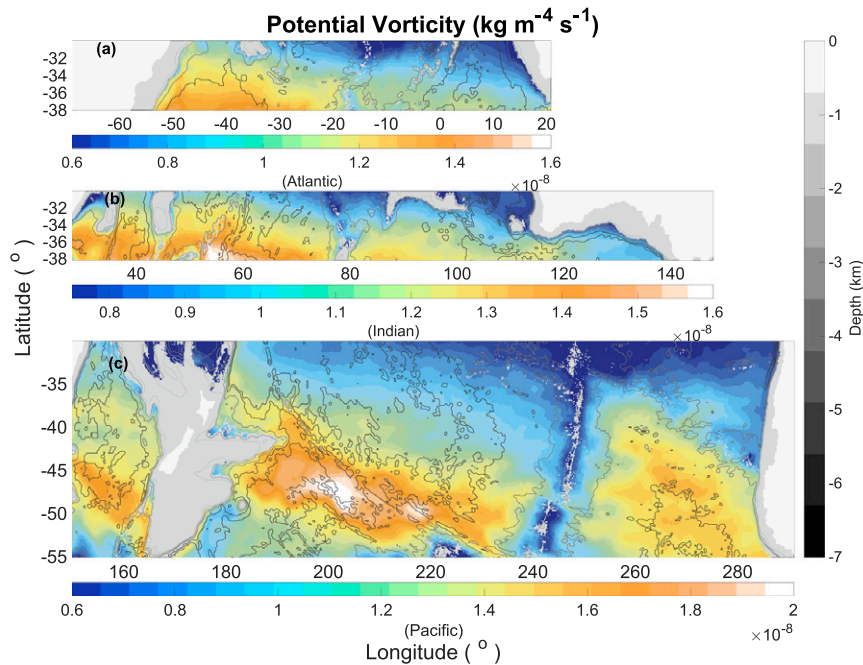 Potential Vorticity (kg m⁻⁴ s⁻¹)
(a)
-32
-34
-36
-38
-60 -50 -40 -30 -20 -10 0 10 20
0.6 0.8 1 1.2 1.4 1.6
(Atlantic)
×10⁻⁸
(b)
-32
-34
-36
-38
40 60 80 100 120 140
0.8 0.9 1 1.1 1.2 1.3 1.4 1.5 1.6
(Indian)
×10⁻⁸
(c)
-35
-40
-45
-50
-55
160 180 200 220 240 260 280
0.6 0.8 1 1.2 1.4 1.6 1.8 2
(Pacific)
×10⁻⁸
Longitude ( °)
Latitude ( °)
0
-1
-2
-3
-4
-5
-6
-7
Depth (km)